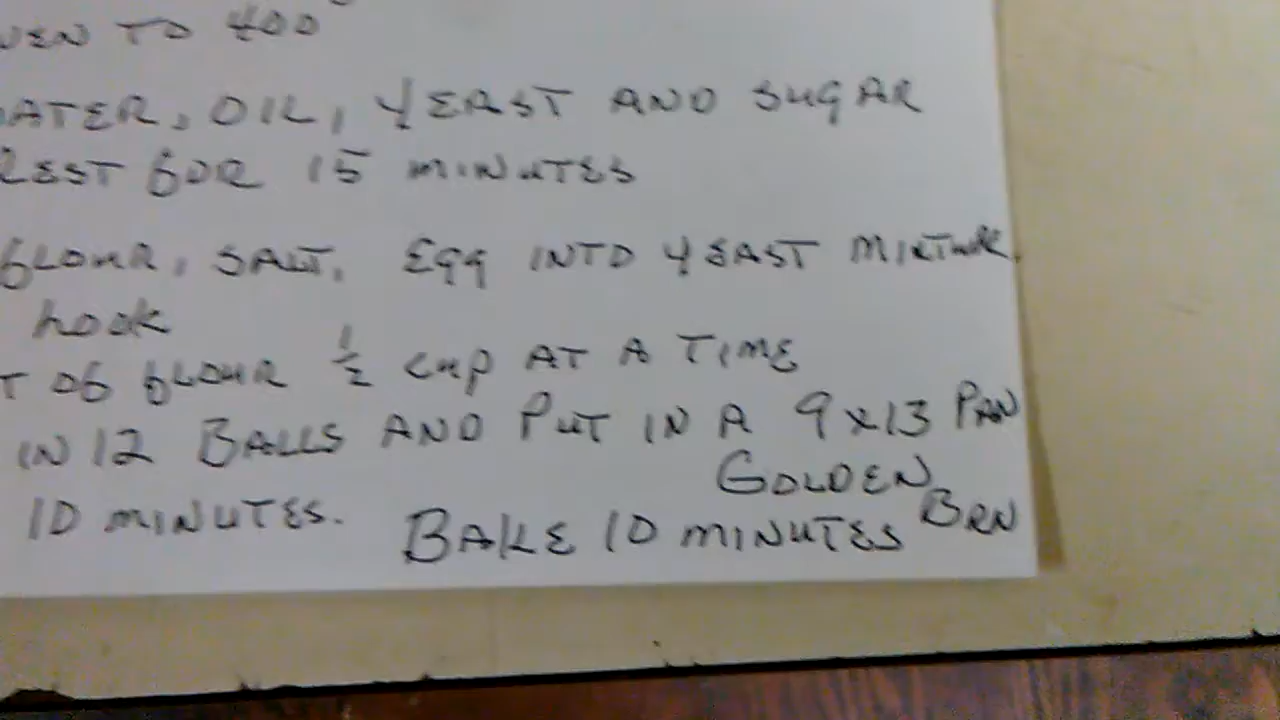 VEN TO 400°
ATER, OIL, YEAST AND SUGAR
REST FOR 15 MINUTES
FLOUR, SALT, EGG INTO YEAST MIXTURE.
hook
T OF FLOUR 1/2 CUP AT A TIME
IN 12 BALLS AND PUT IN A 9x13 PAN
10 MINUTES. BAKE 10 MINUTES GOLDEN BRN